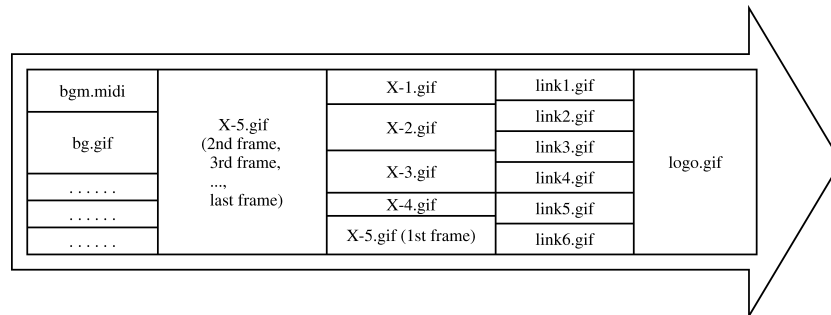 bgm.midi
bg.gif
. . . . . .
. . . . . .
. . . . . .
X-5.gif
(2nd frame,
3rd frame,
...,
last frame)
X-1.gif
X-2.gif
X-3.gif
X-4.gif
X-5.gif (1st frame)
link1.gif
link2.gif
link3.gif
link4.gif
link5.gif
link6.gif
logo.gif